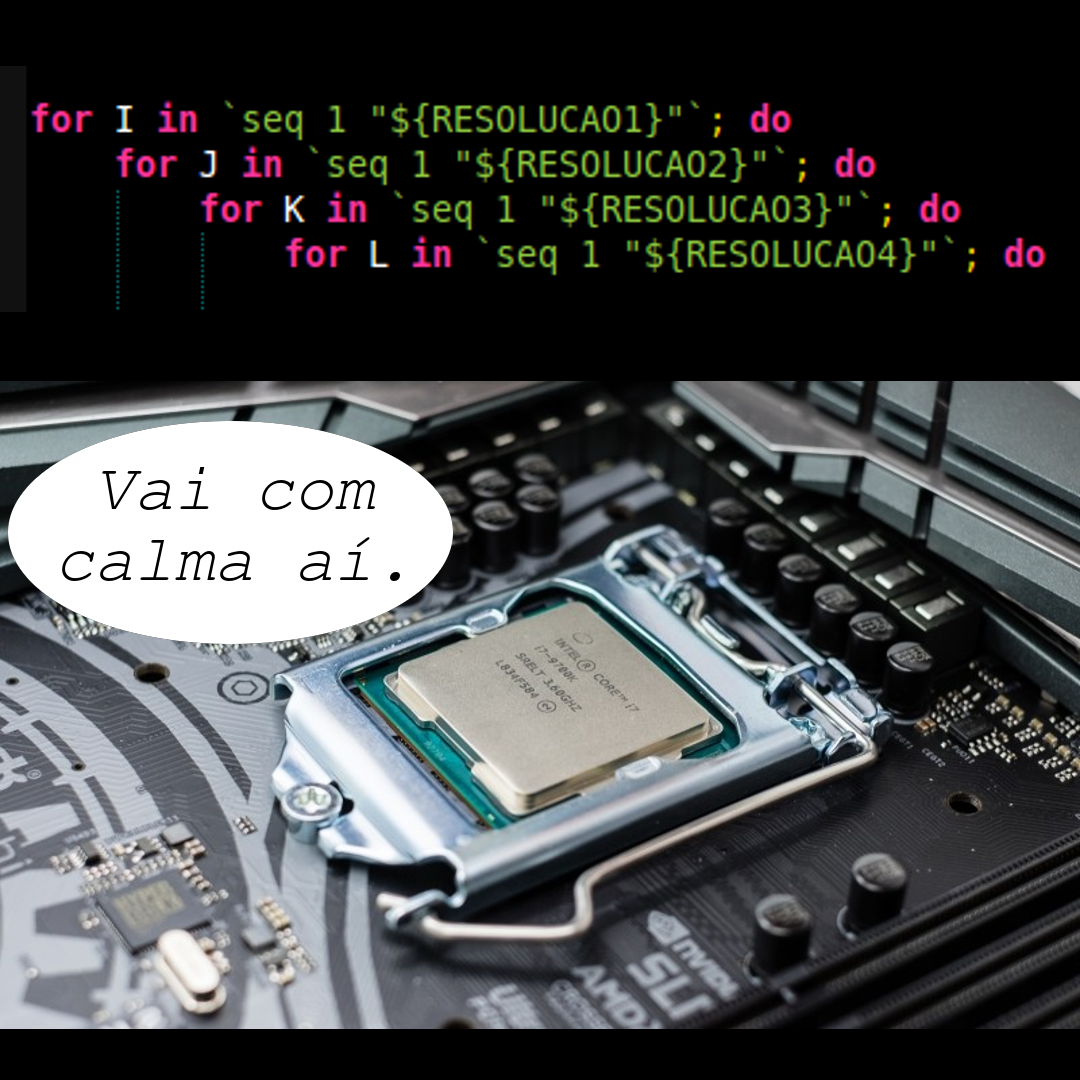 for I in `seq 1 "${RESOLUCAO1}"`; do
for J in `seq 1 "${RESOLUCAO2}"`; do
for K in `seq 1 "${RESOLUCAO3}"`; do
for L in `seq 1 "${RESOLUCAO4}"`; do
Vai com
calma aí.
INTEL® CORE™ i7
i7-9700K
SRELT 3.60GHZ
L834F584
NVIDIA
SLI
AMD